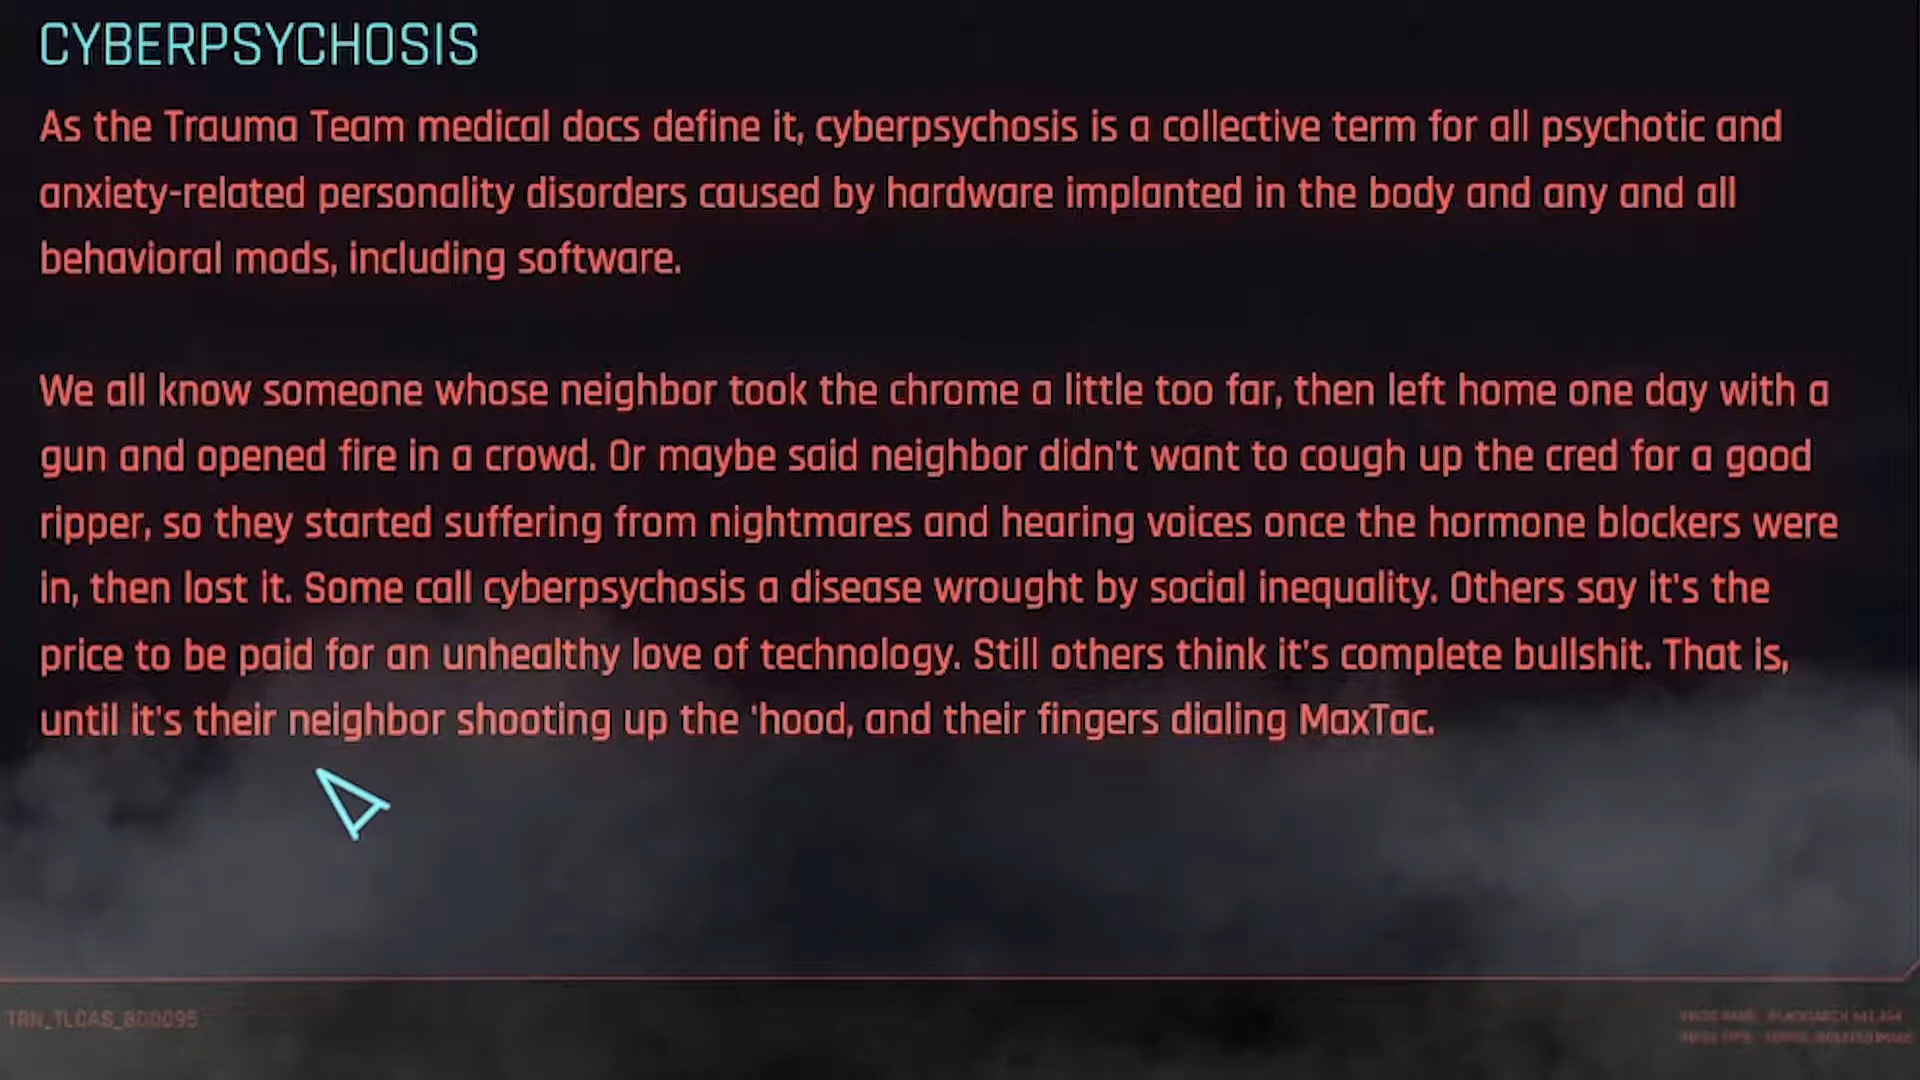 CYBERPSYCHOSIS
As the Trauma Team medical docs define it, cyberpsychosis is a collective term for all psychotic and
anxiety-related personality disorders caused by hardware implanted in the body and any and all
behavioral mods, including software.
We all know someone whose neighbor took the chrome a little too far, then left home one day with a
gun and opened fire in a crowd. Or maybe said neighbor didn't want to cough up the cred for a good
ripper, so they started suffering from nightmares and hearing voices once the hormone blockers were
in, then lost it. Some call cyberpsychosis a disease wrought by social inequality. Others say it's the
price to be paid for an unhealthy love of technology. Still others think it's complete bullshit. That is,
until it's their neighbor shooting up the 'hood, and their fingers dialing MaxTac.
TRN_TLCAS_800095